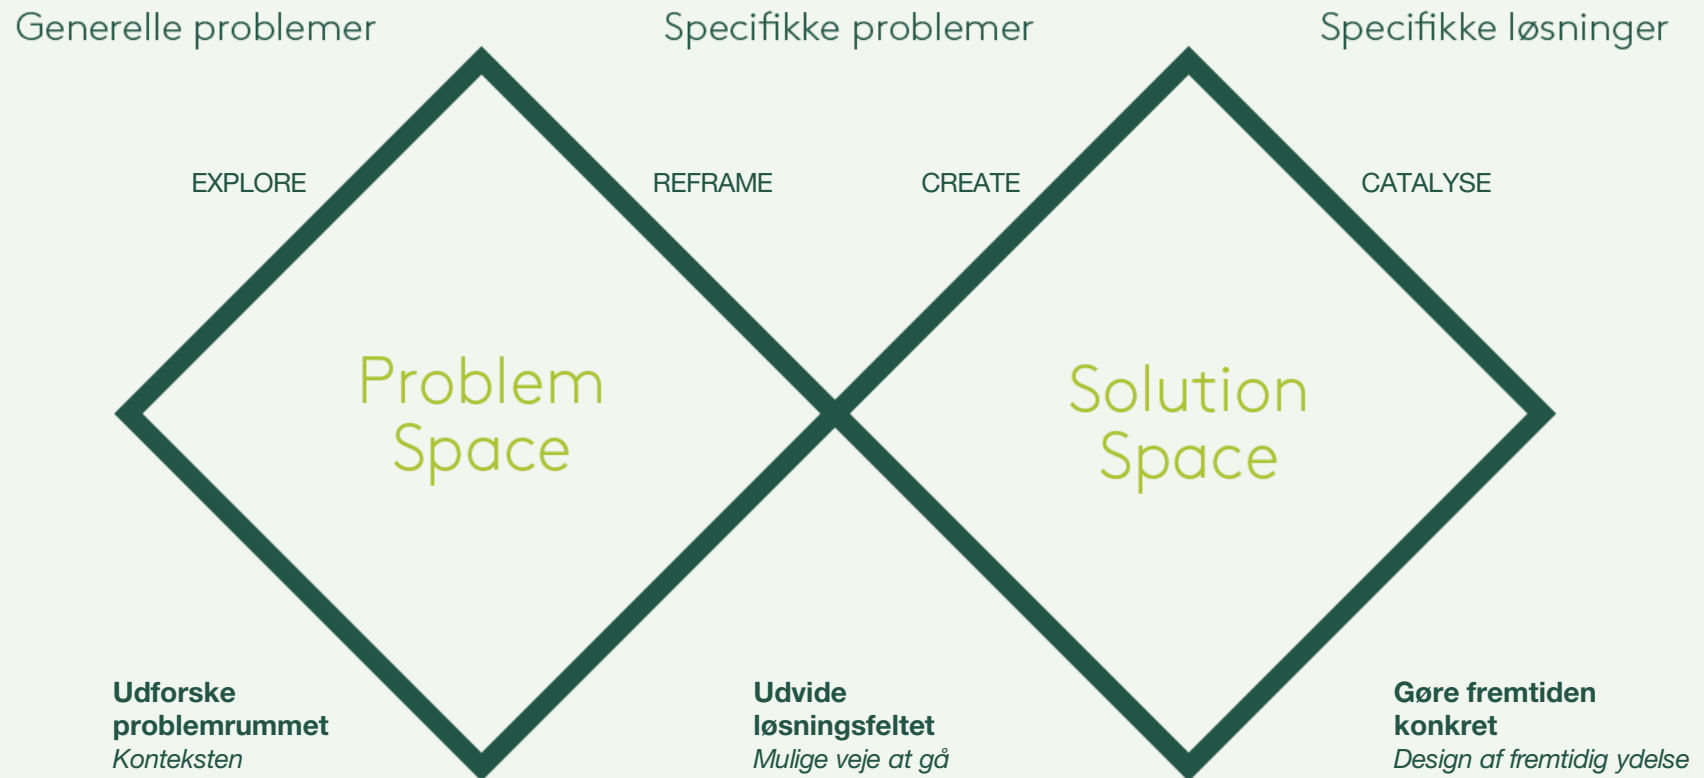 Generelle problemer
Specifikke problemer
Specifikke løsninger
EXPLORE
REFRAME
CREATE
CATALYSE
Problem
Space
Solution
Space
Udforske
problemrummet
Konteksten
Udvide
løsningsfeltet
Mulige veje at gå
Gøre fremtiden
konkret
Design af fremtidig ydelse